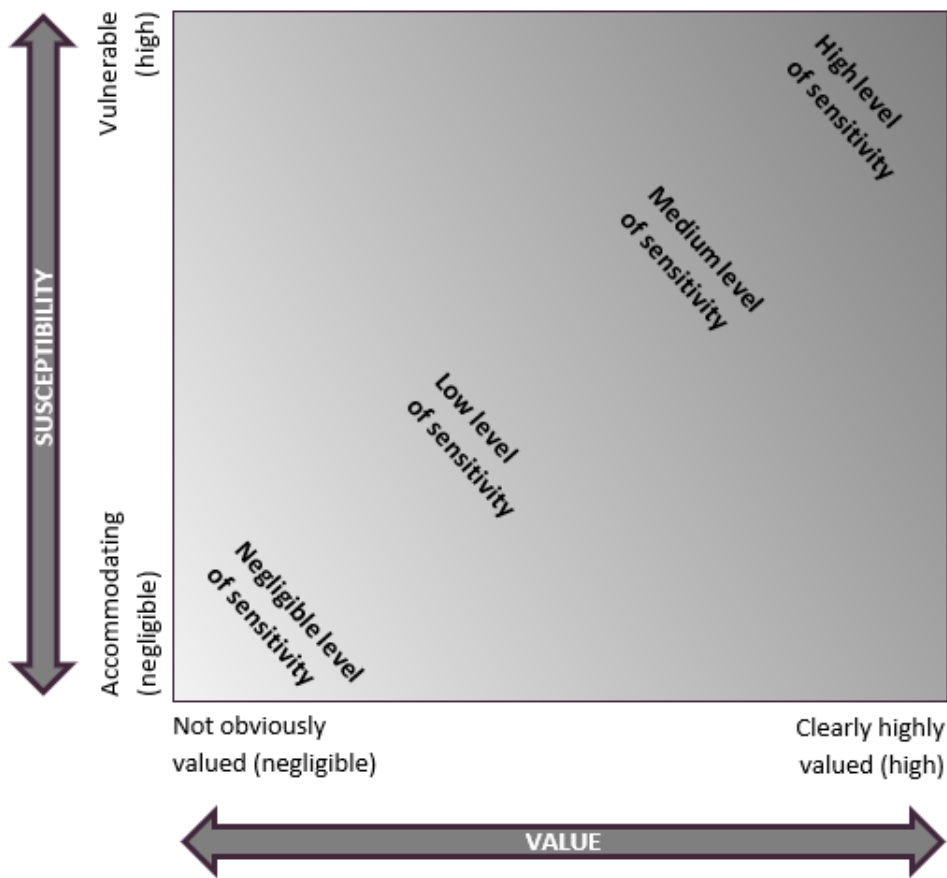 SUSCEPTIBILITY
Vulnerable
(high)
Accommodating
(negligible)
High level
of sensitivity
Medium level
of sensitivity
Low level
of sensitivity
Negligible level
of sensitivity
Not obviously
valued (negligible)
Clearly highly
valued (high)
VALUE